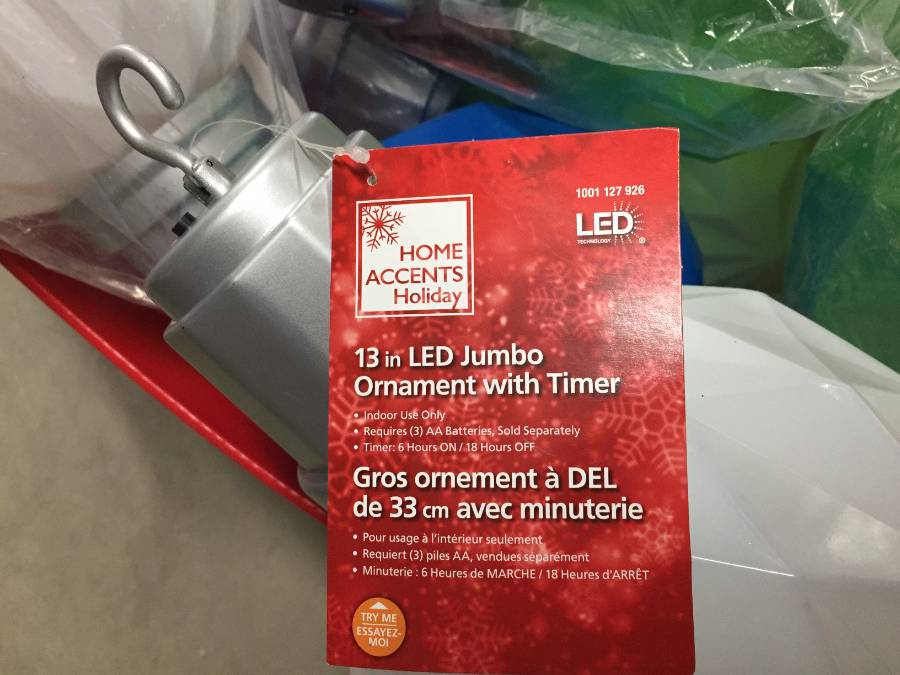 1001 127 926
LED
TECHNOLOGY ®
HOME
ACCENTS
Holiday
13 in LED Jumbo
Ornament with Timer
• Indoor Use Only
• Requires (3) AA Batteries, Sold Separately
• Timer: 6 Hours ON / 18 Hours OFF
Gros ornement à DEL
de 33 cm avec minuterie
• Pour usage à l'intérieur seulement
• Requiert (3) piles AA, vendues séparément
• Minuterie : 6 Heures de MARCHE / 18 Heures d'ARRÊT
TRY ME
ESSAYEZ-
MOI